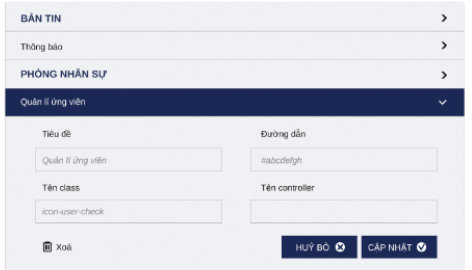 BẢN TIN
Thông báo
PHÒNG NHÂN SỰ
Quản lí ứng viên
Tiêu đề
Đường dẫn
Quản lí ứng viên
#abcdefgh
Tên class
Tên controller
icon-user-check
Xoá
HUỶ BỎ
CẬP NHẬT